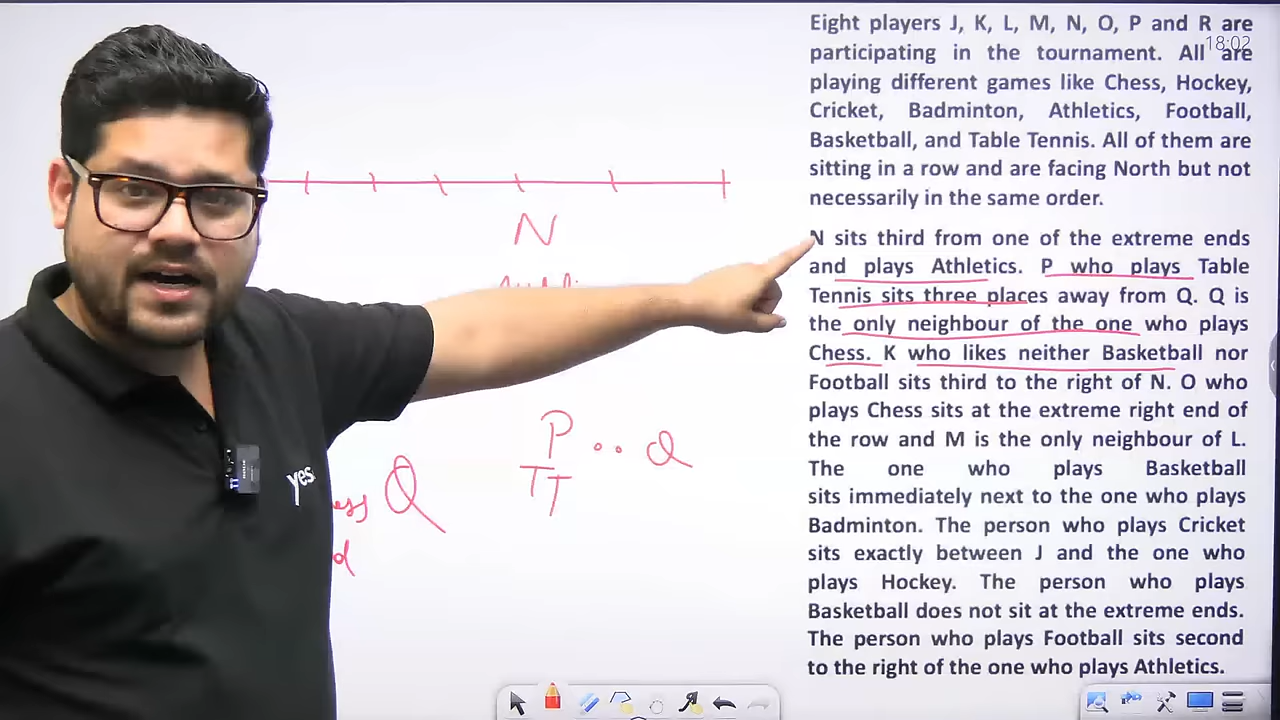 Eight players J, K, L, M, N, O, P and R are
18:02
participating in the tournament. All are
playing different games like Chess, Hockey,
Cricket, Badminton, Athletics, Football,
Basketball, and Table Tennis. All of them are
sitting in a row and are facing North but not
necessarily in the same order.
N sits third from one of the extreme ends
and plays Athletics. P who plays Table
Tennis sits three places away from Q. Q is
the only neighbour of the one who plays
Chess. K who likes neither Basketball nor
Football sits third to the right of N. O who
plays Chess sits at the extreme right end of
the row and M is the only neighbour of L.
The one who plays Basketball
sits immediately next to the one who plays
Badminton. The person who plays Cricket
sits exactly between J and the one who
plays Hockey. The person who plays
Basketball does not sit at the extreme ends.
The person who plays Football sits second
to the right of the one who plays Athletics.
N
P .. Q
TT
ess Q
d
yes